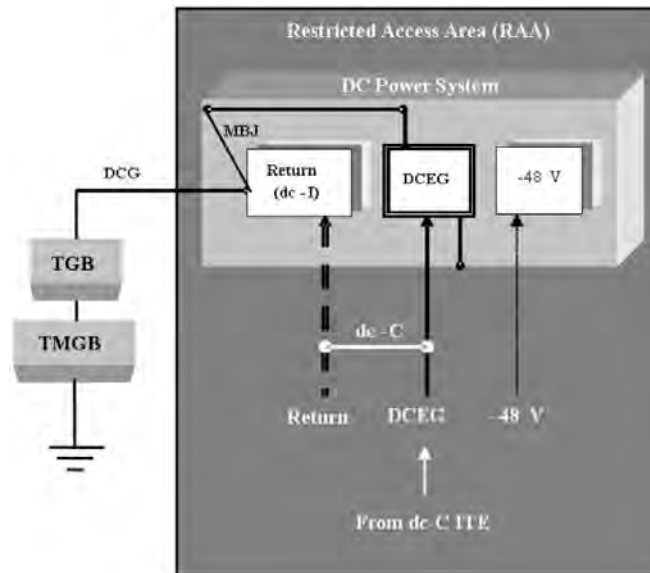 Restricted Access Area (RAA)
DC Power System
MBJ
DCG
Return
(dc -I)
DCEG
-48 V
TGB
TMGB
dc -C
Return
DCEG
-48 V
From dc-C ITE